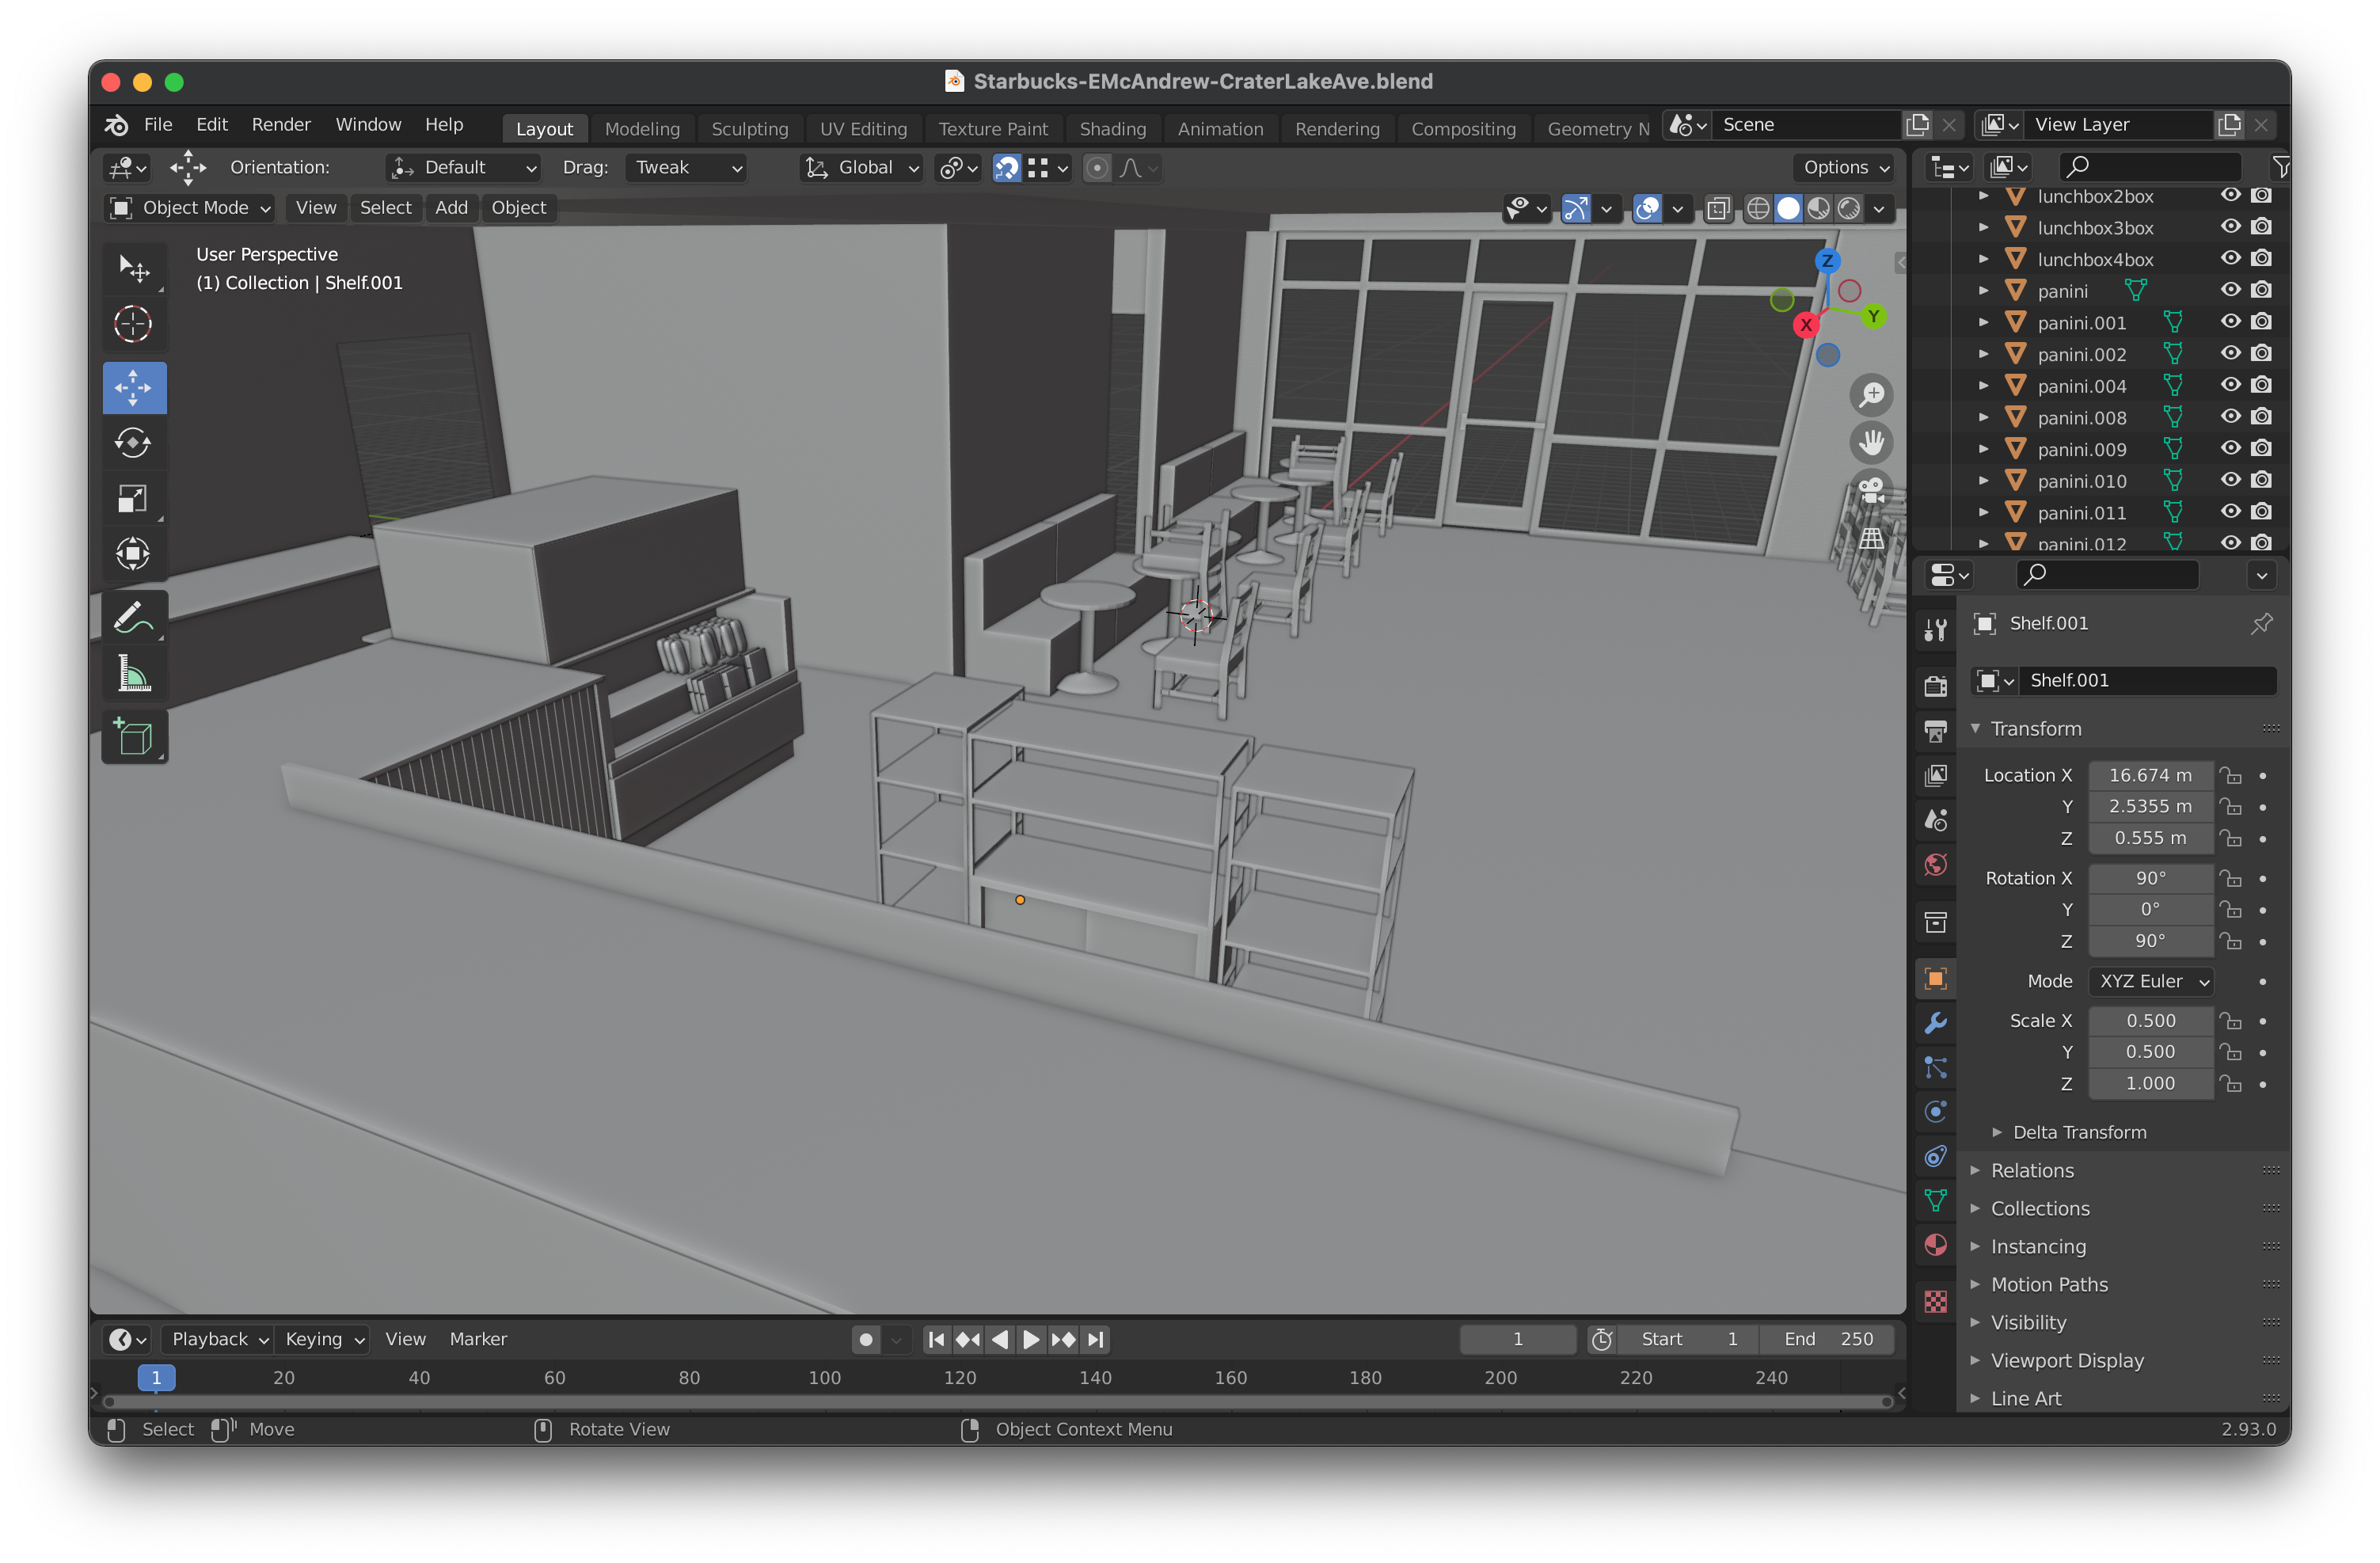 Starbucks-EMcAndrew-CraterLakeAve.blend
File Edit Render Window Help Layout Modeling Sculpting UV Editing Texture Paint Shading Animation Rendering Compositing Geometry N Scene View Layer
Orientation: Default Drag: Tweak Global Options
Object Mode View Select Add Object
User Perspective
(1) Collection | Shelf.001
Z
Y
X
lunchbox2box
lunchbox3box
lunchbox4box
panini
panini.001
panini.002
panini.004
panini.008
panini.009
panini.010
panini.011
panini.012
Shelf.001
Shelf.001
Transform
Location X 16.674 m
Y 2.5355 m
Z 0.555 m
Rotation X 90°
Y 0°
Z 90°
Mode XYZ Euler
Scale X 0.500
Y 0.500
Z 1.000
Delta Transform
Relations
Collections
Instancing
Motion Paths
Visibility
Viewport Display
Line Art
Playback Keying View Marker 1 Start 1 End 250
1 20 40 60 80 100 120 140 160 180 200 220 240
Select Move Rotate View Object Context Menu 2.93.0